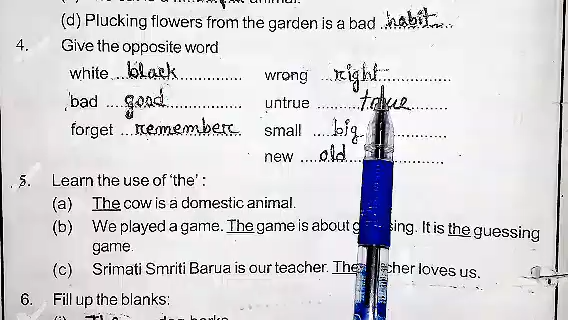 (d) Plucking flowers from the garden is a bad habit
4. Give the opposite word
white black wrong right
bad good untrue true
forget remember small big
new old
5. Learn the use of 'the':
(a) The cow is a domestic animal.
(b) We played a game. The game is about sing. It is the guessing
game.
(c) Srimati Smriti Barua is our teacher. The cher loves us.
6. Fill up the blanks: